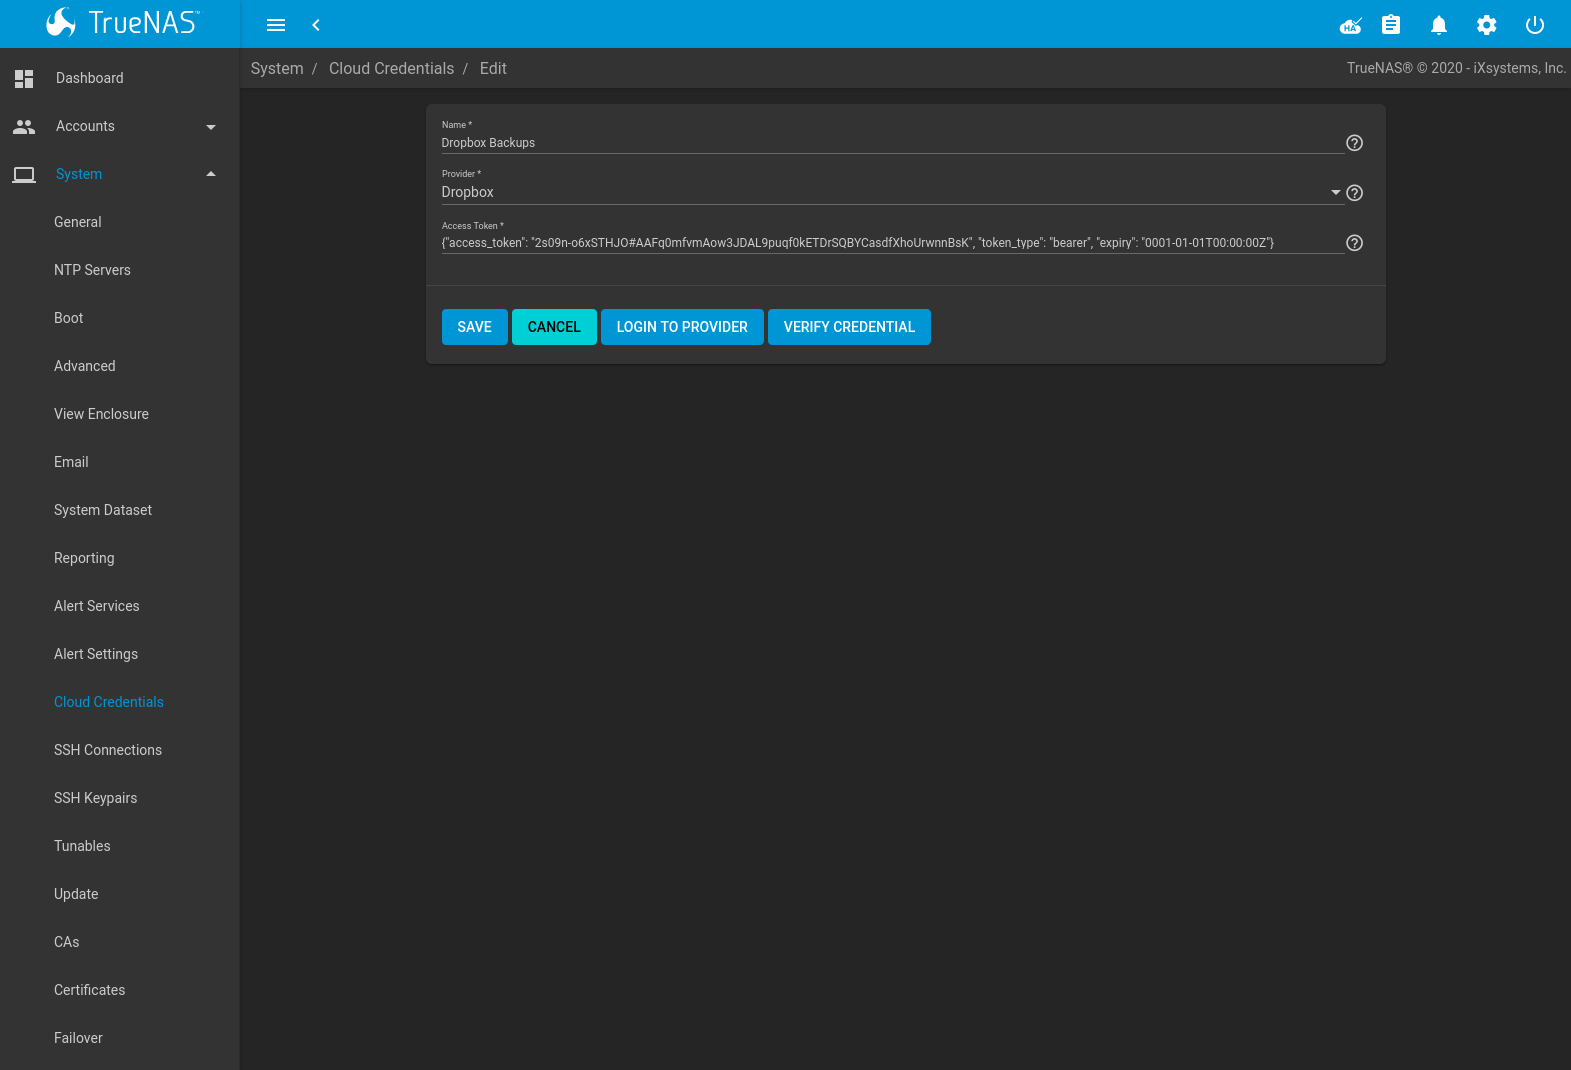 TrueNAS™
HA
System / Cloud Credentials / Edit
TrueNAS® © 2020 - iXsystems, Inc.
Dashboard
Accounts
System
General
NTP Servers
Boot
Advanced
View Enclosure
Email
System Dataset
Reporting
Alert Services
Alert Settings
Cloud Credentials
SSH Connections
SSH Keypairs
Tunables
Update
CAs
Certificates
Failover
Name *
Dropbox Backups
Provider *
Dropbox
Access Token *
{"access_token": "2s09n-o6xSTHJO#AAFq0mfvmAow3JDAL9puqf0kETDrSQBYCasdfXhoUrwnnBsK", "token_type": "bearer", "expiry": "0001-01-01T00:00:00Z"}
SAVE CANCEL LOGIN TO PROVIDER VERIFY CREDENTIAL